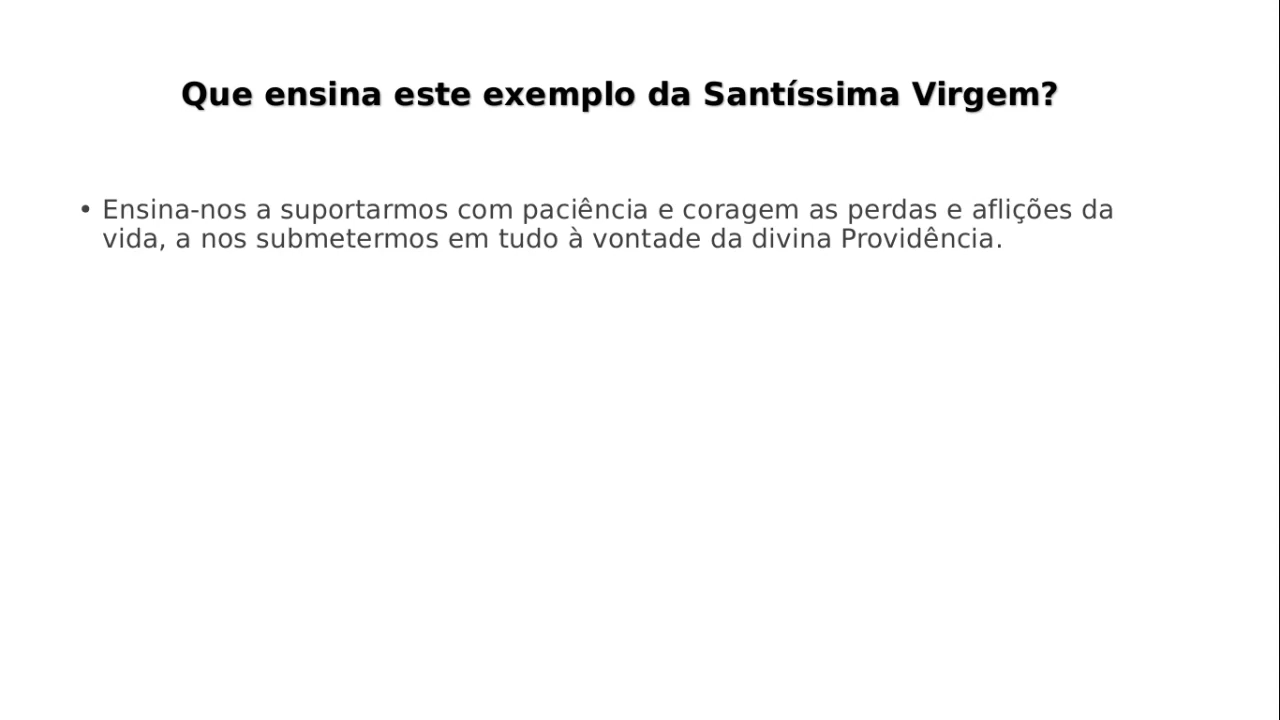 Que ensina este exemplo da Santíssima Virgem?
• Ensina-nos a suportarmos com paciência e coragem as perdas e aflições da
vida, a nos submetermos em tudo à vontade da divina Providência.